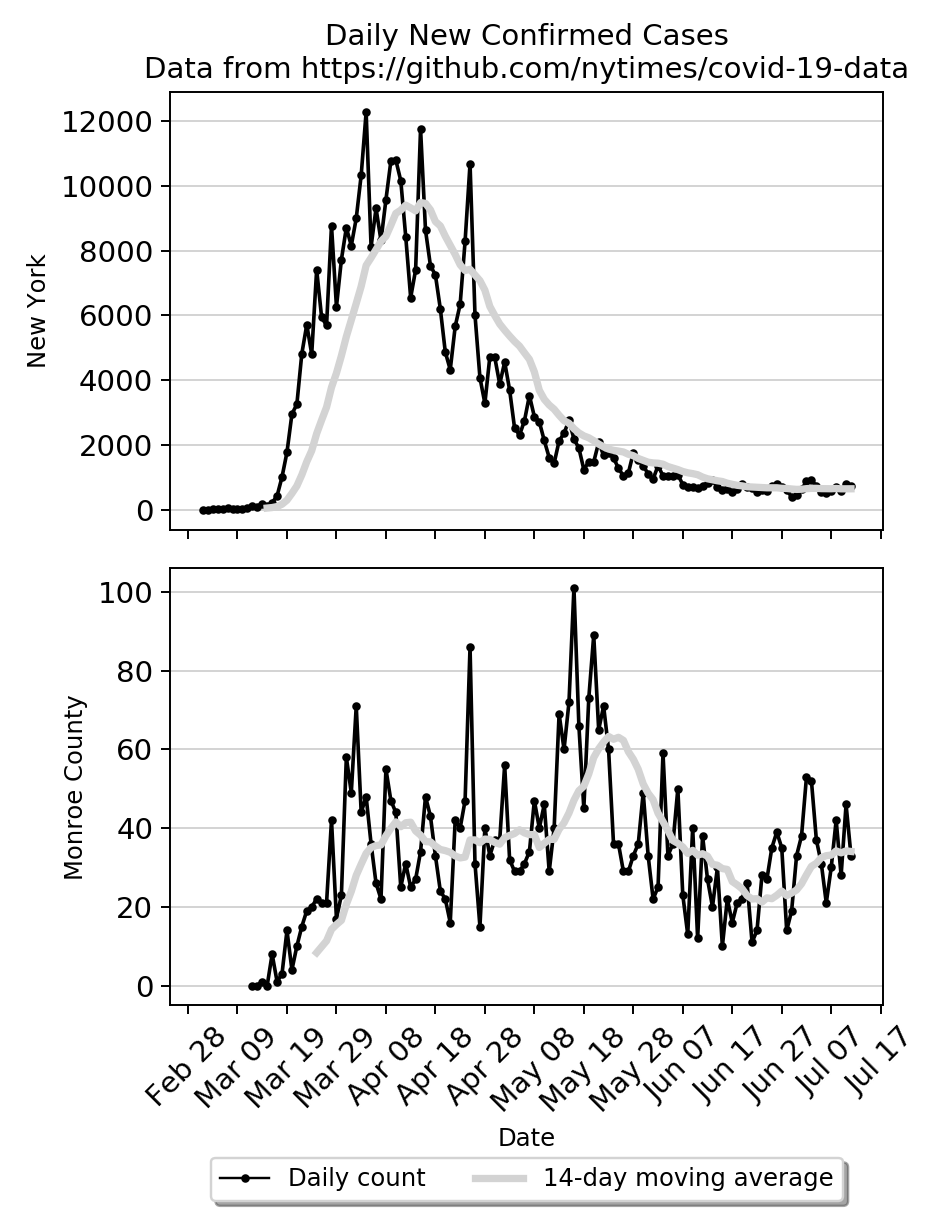 Daily New Confirmed Cases
Data from https://github.com/nytimes/covid-19-data
New York
12000
10000
8000
6000
4000
2000
0
Monroe County
100
80
60
40
20
0
Feb 28 Mar 09 Mar 19 Mar 29 Apr 08 Apr 18 Apr 28 May 08 May 18 May 28 Jun 07 Jun 17 Jun 27 Jul 07 Jul 17
Date
Daily count 14-day moving average